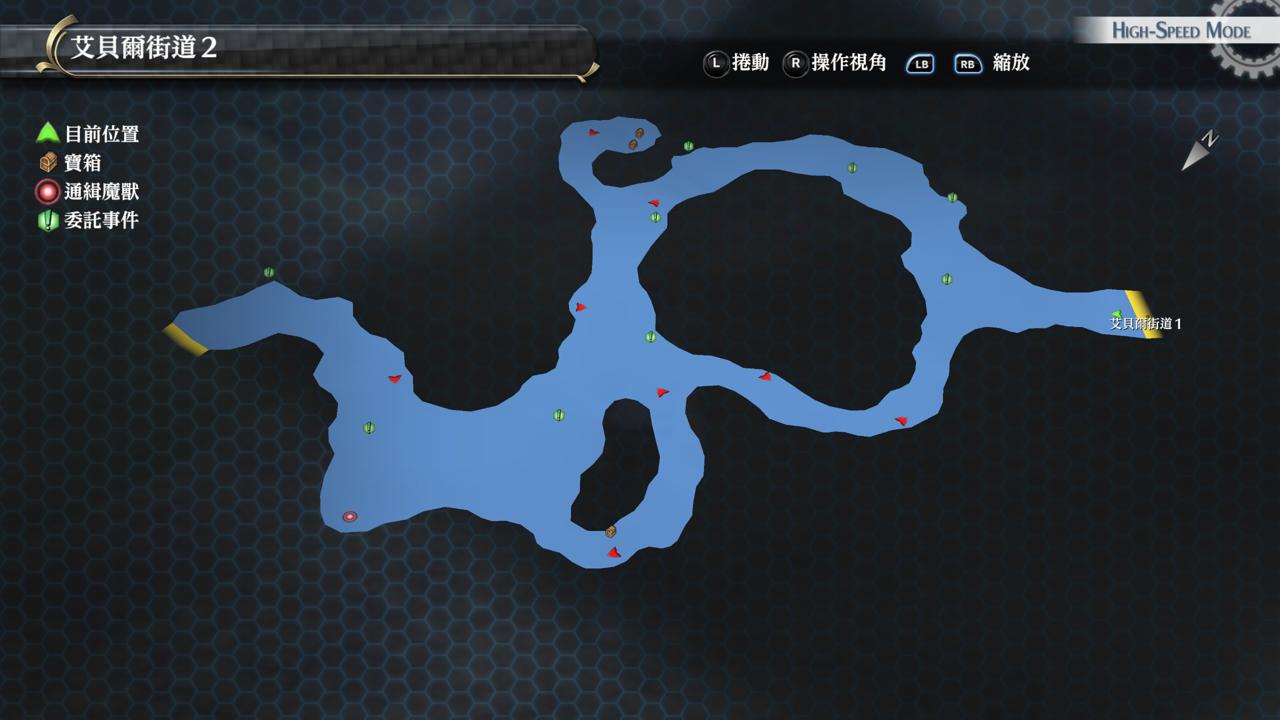 艾貝爾街道2
HIGH-SPEED MODE
L 捲動 R 操作視角 LB RB 縮放
目前位置
寶箱
通緝魔獸
委託事件
N
艾貝爾街道1